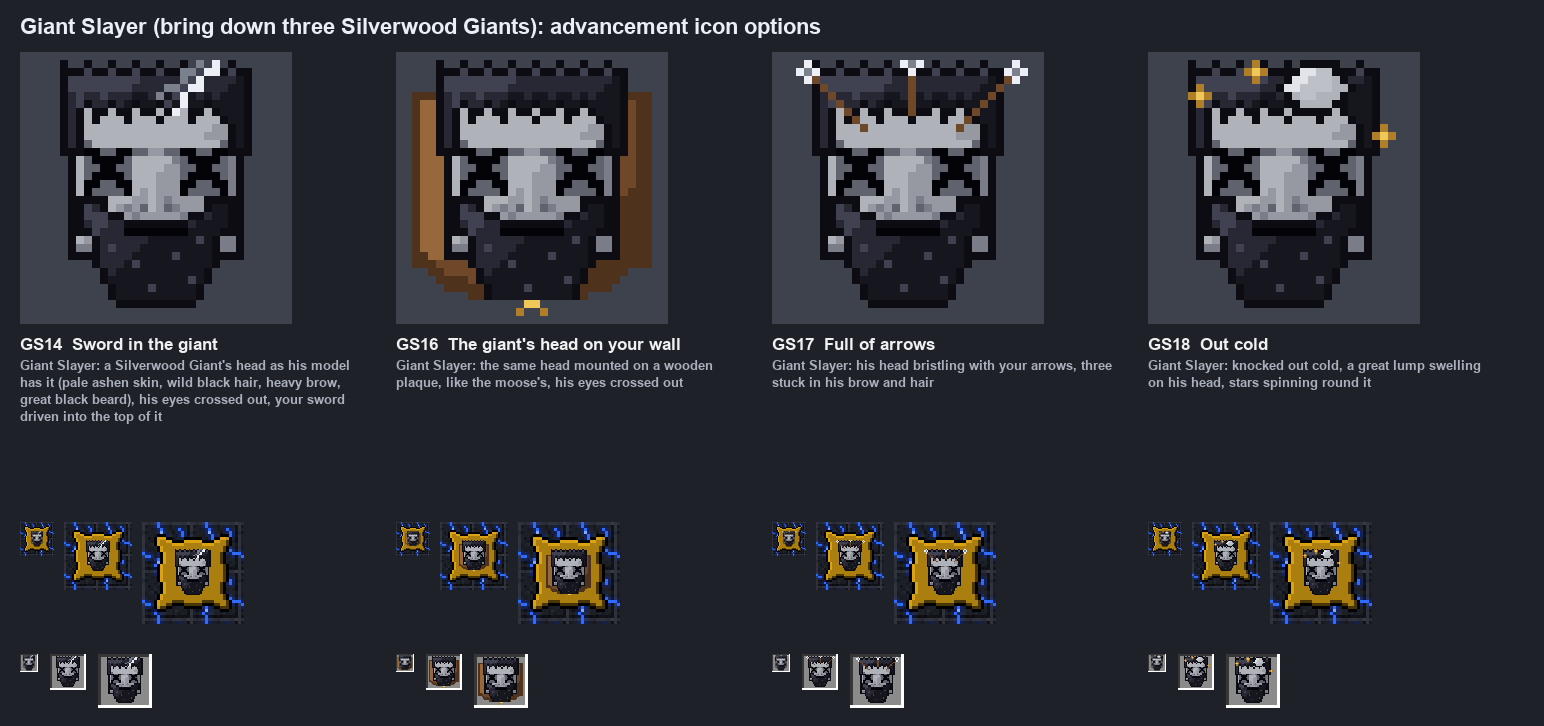 Giant Slayer (bring down three Silverwood Giants): advancement icon options
GS14 Sword in the giant
Giant Slayer: a Silverwood Giant's head as his model
has it (pale ashen skin, wild black hair, heavy brow,
great black beard), his eyes crossed out, your sword
driven into the top of it
GS16 The giant's head on your wall
Giant Slayer: the same head mounted on a wooden
plaque, like the moose's, his eyes crossed out
GS17 Full of arrows
Giant Slayer: his head bristling with your arrows, three
stuck in his brow and hair
GS18 Out cold
Giant Slayer: knocked out cold, a great lump swelling
on his head, stars spinning round it